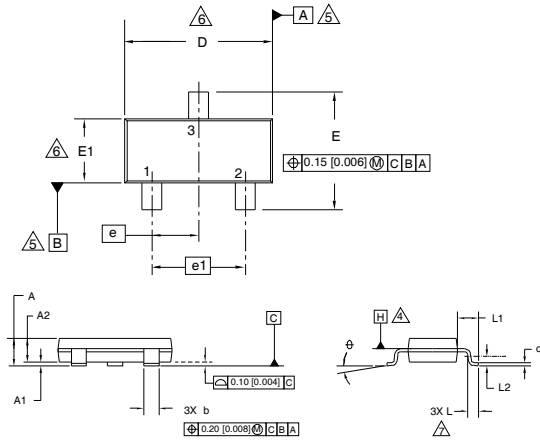 6
D
A 5
3
6 E1
E
⌖ 0.15 [0.006] Ⓜ C B A
1 2
5 B
e
e1
A
A2
C
H 4
L1
θ
c
A1
⌓ 0.10 [0.004] C
L2
3X b
3X L
⌖ 0.20 [0.008] Ⓜ C B A
7